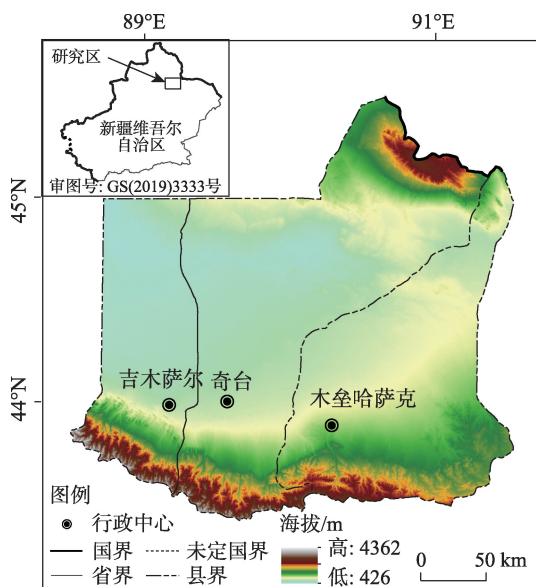 89°E 91°E
研究区
新疆维吾尔
自治区
审图号: GS(2019)3333号
45°N
44°N
吉木萨尔 奇台
木垒哈萨克
图例
行政中心
国界 未定国界
省界 县界
海拔/m
高: 4362
低: 426
0 50 km